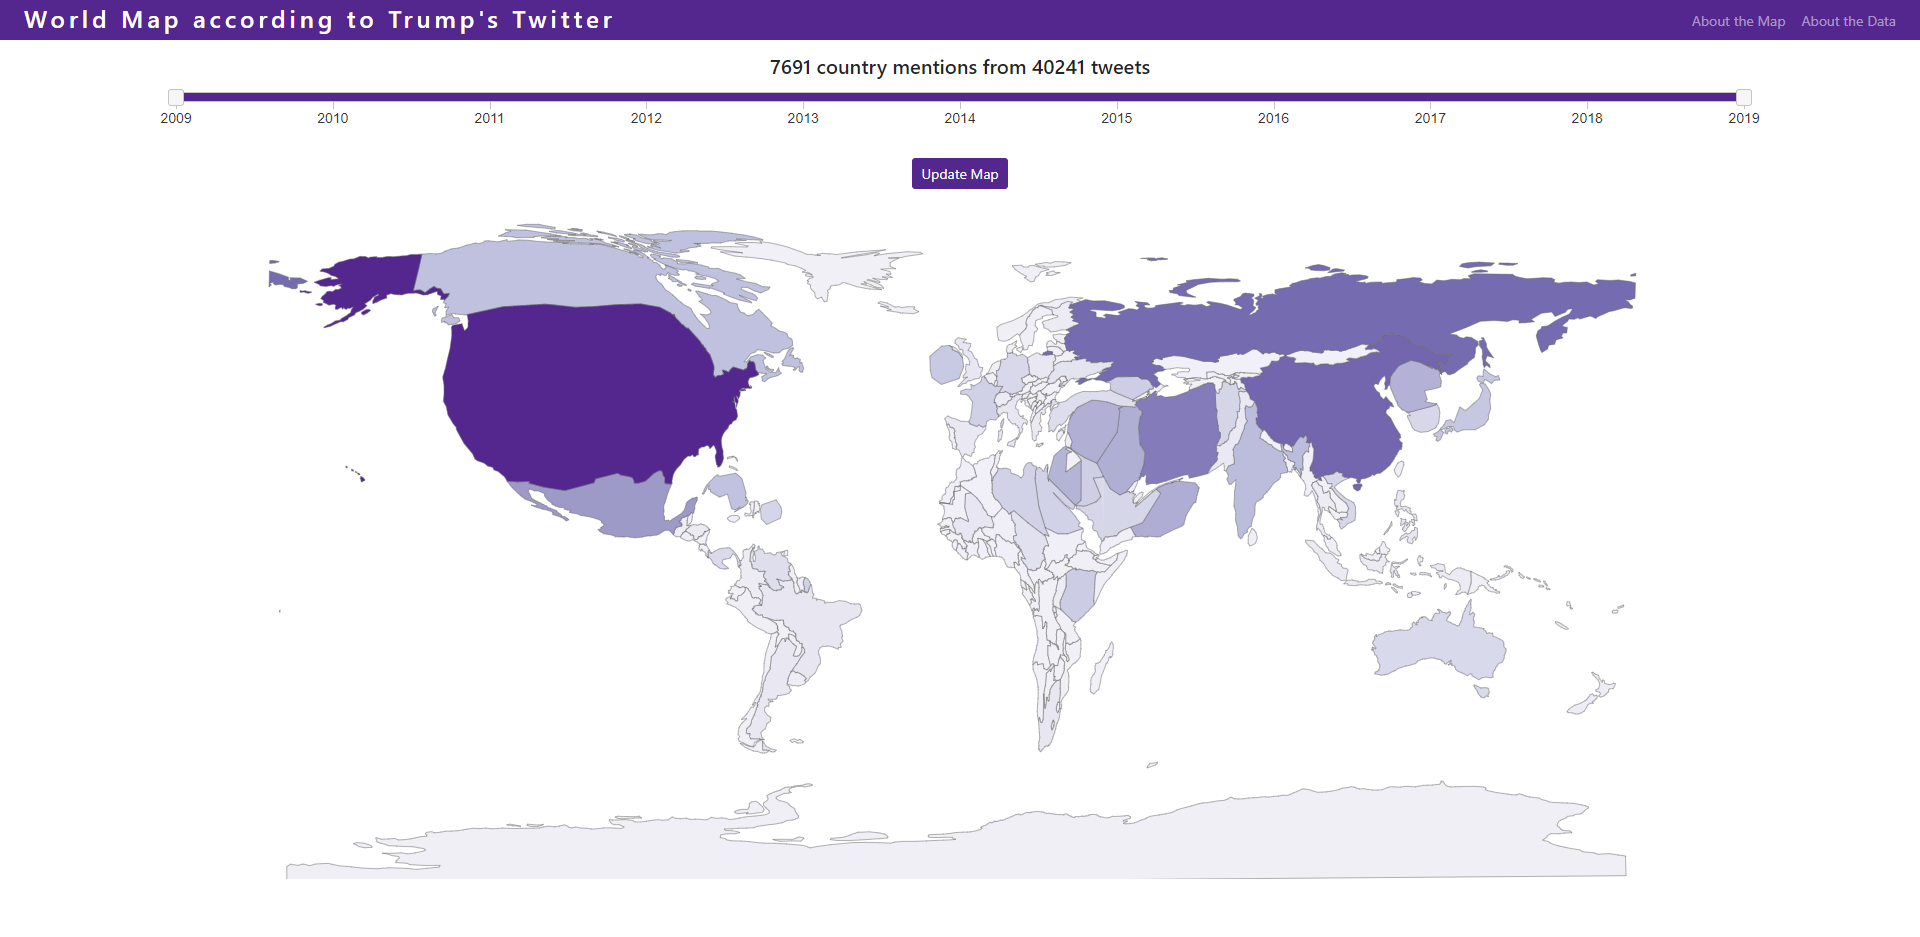 World Map according to Trump's Twitter
About the Map
About the Data
7691 country mentions from 40241 tweets
2009 2010 2011 2012 2013 2014 2015 2016 2017 2018 2019
Update Map